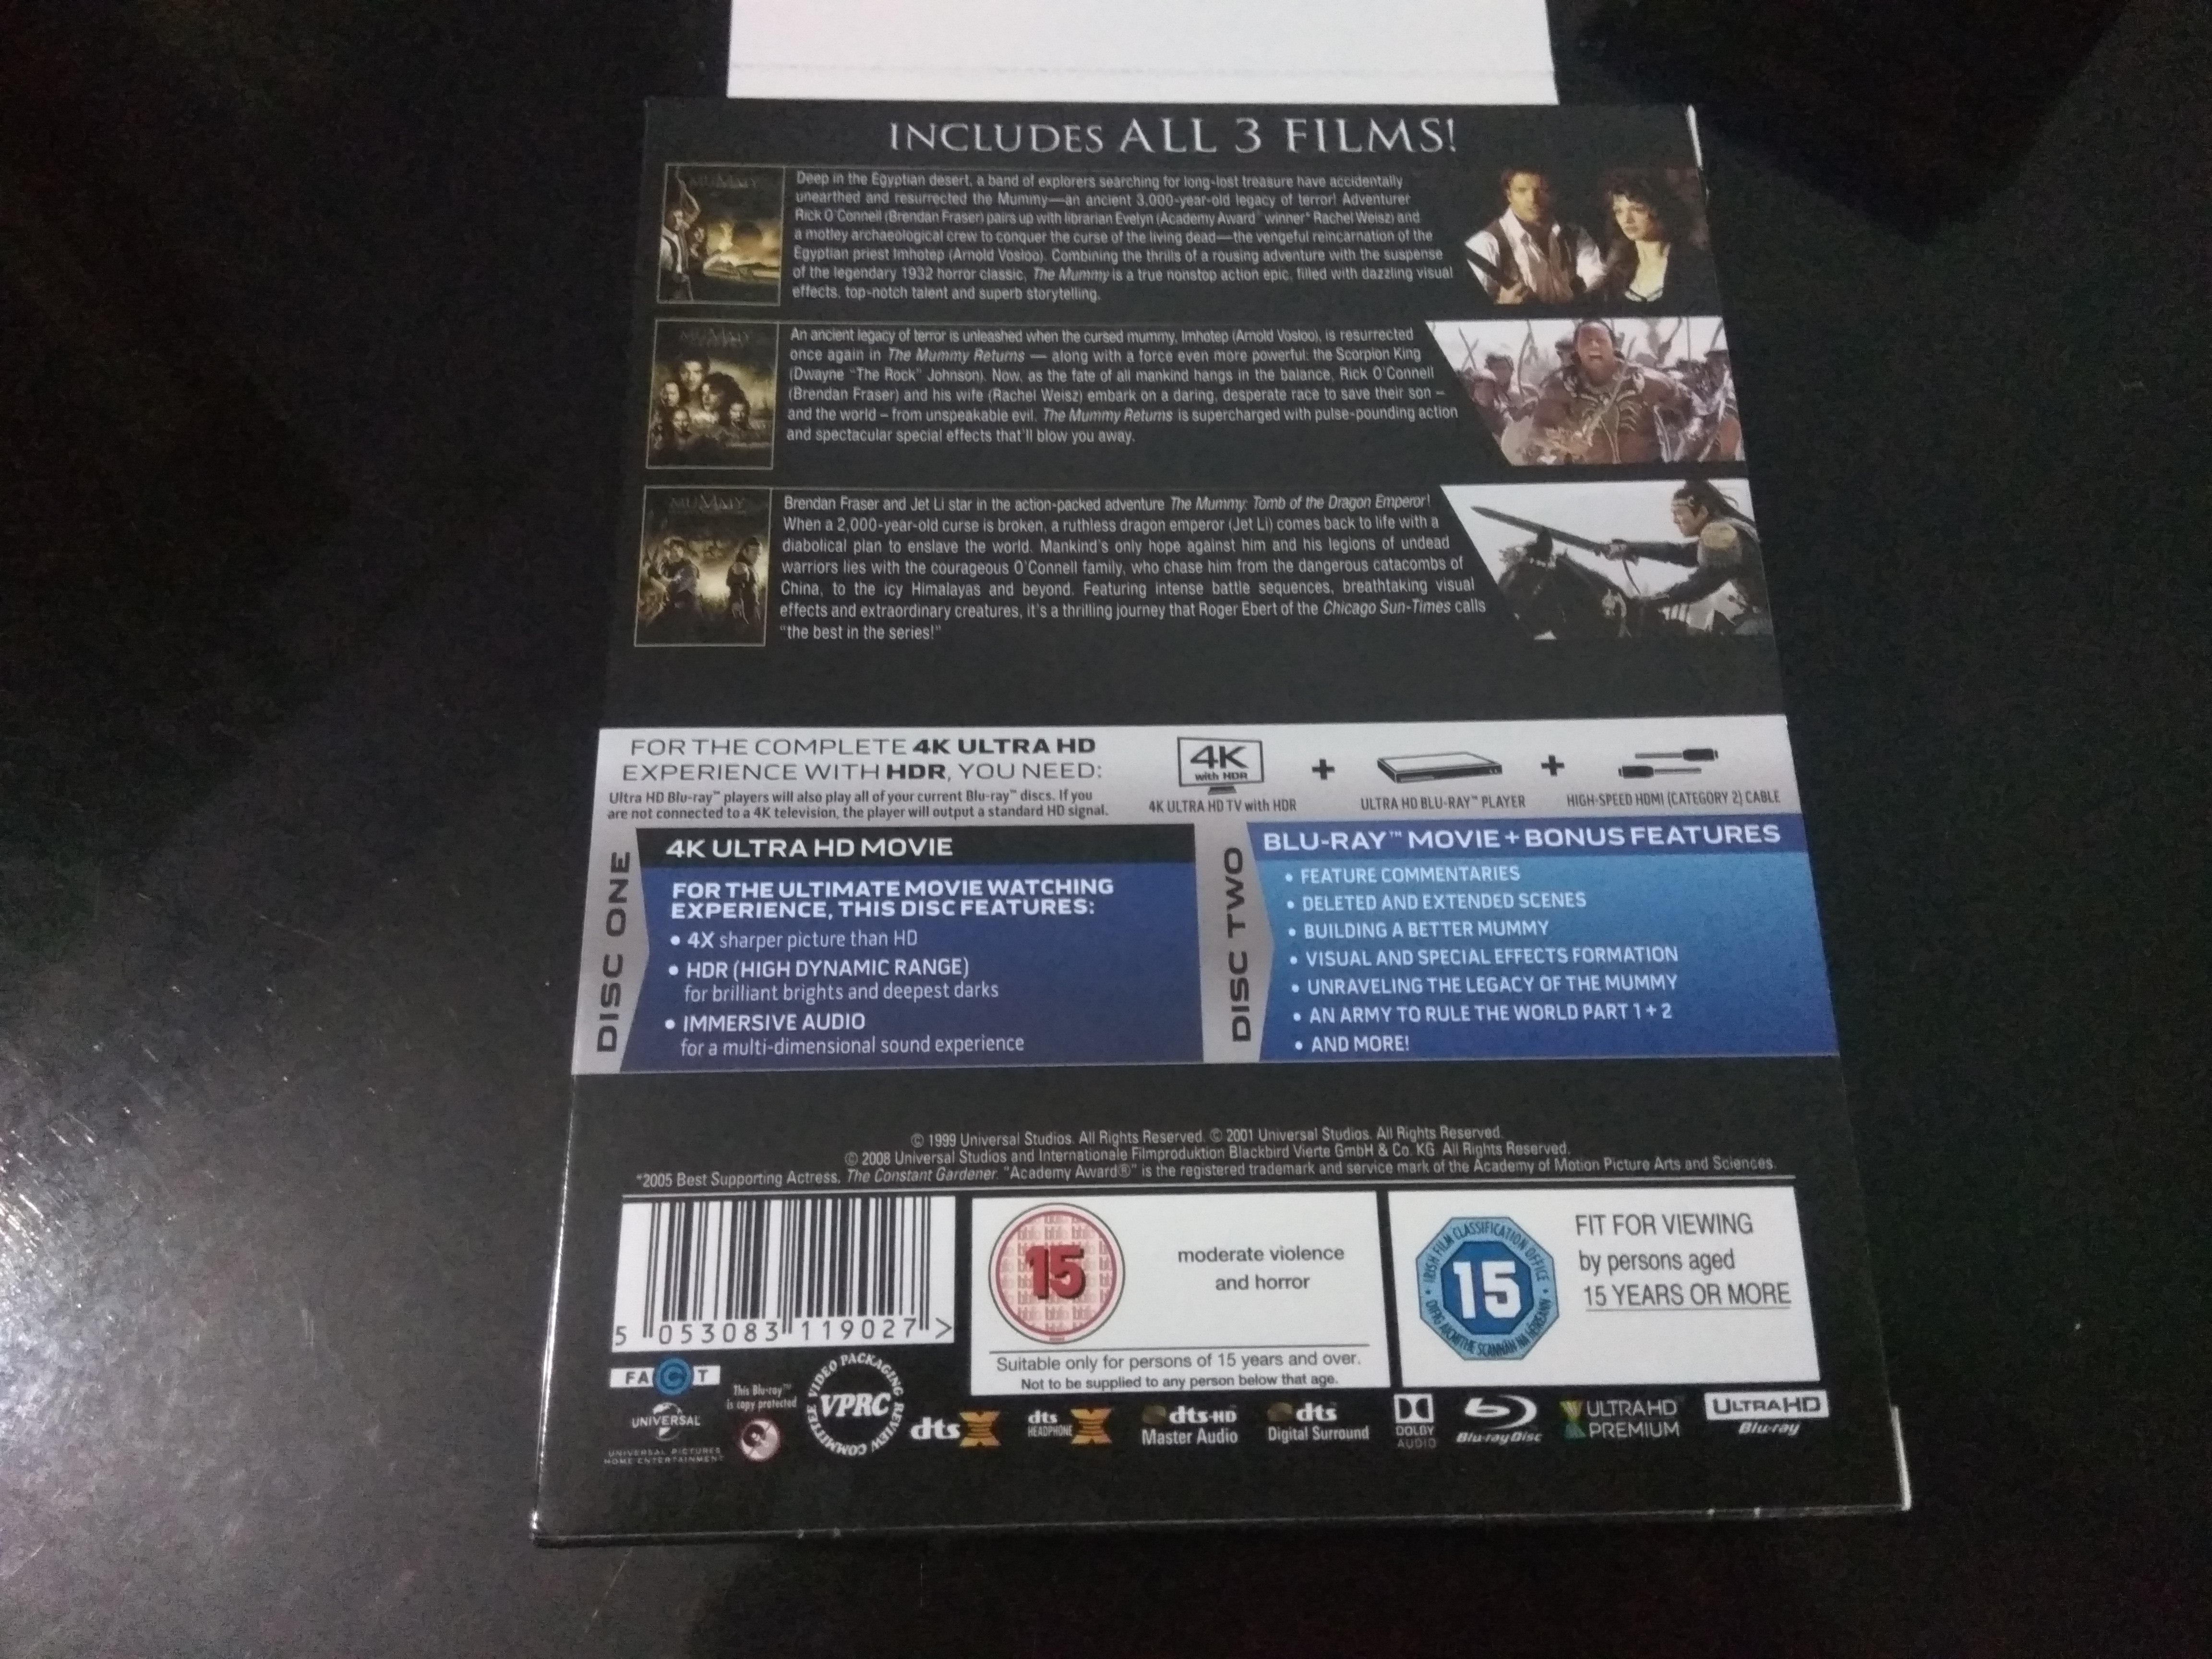 INCLUDES ALL 3 FILMS!
MUMMY
Deep in the Egyptian desert, a band of explorers searching for long-lost treasure have accidentally
unearthed and resurrected the Mummy—an ancient 3,000-year-old legacy of terror! Adventurer
Rick O'Connell (Brendan Fraser) pairs up with librarian Evelyn (Academy Award® winner* Rachel Weisz) and
a motley archaeological crew to conquer the curse of the living dead—the vengeful reincarnation of the
Egyptian priest Imhotep (Arnold Vosloo). Combining the thrills of a rousing adventure with the suspense
of the legendary 1932 horror classic, The Mummy is a true nonstop action epic, filled with dazzling visual
effects, top-notch talent and superb storytelling.
MUMMY
An ancient legacy of terror is unleashed when the cursed mummy, Imhotep (Arnold Vosloo), is resurrected
once again in The Mummy Returns — along with a force even more powerful: the Scorpion King
(Dwayne "The Rock" Johnson). Now, as the fate of all mankind hangs in the balance, Rick O'Connell
(Brendan Fraser) and his wife (Rachel Weisz) embark on a daring, desperate race to save their son –
and the world – from unspeakable evil. The Mummy Returns is supercharged with pulse-pounding action
and spectacular special effects that'll blow you away.
MUMMY
Brendan Fraser and Jet Li star in the action-packed adventure The Mummy: Tomb of the Dragon Emperor!
When a 2,000-year-old curse is broken, a ruthless dragon emperor (Jet Li) comes back to life with a
diabolical plan to enslave the world. Mankind's only hope against him and his legions of undead
warriors lies with the courageous O'Connell family, who chase him from the dangerous catacombs of
China, to the icy Himalayas and beyond. Featuring intense battle sequences, breathtaking visual
effects and extraordinary creatures, it's a thrilling journey that Roger Ebert of the Chicago Sun-Times calls
"the best in the series!"
FOR THE COMPLETE 4K ULTRA HD
EXPERIENCE WITH HDR, YOU NEED:
Ultra HD Blu-ray™ players will also play all of your current Blu-ray™ discs. If you
are not connected to a 4K television, the player will output a standard HD signal.
4K
with HDR
+
+
4K ULTRA HD TV with HDR
ULTRA HD BLU-RAY™ PLAYER
HIGH-SPEED HDMI (CATEGORY 2) CABLE
DISC ONE
4K ULTRA HD MOVIE
FOR THE ULTIMATE MOVIE WATCHING
EXPERIENCE, THIS DISC FEATURES:
• 4X sharper picture than HD
• HDR (HIGH DYNAMIC RANGE)
for brilliant brights and deepest darks
• IMMERSIVE AUDIO
for a multi-dimensional sound experience
DISC TWO
BLU-RAY™ MOVIE + BONUS FEATURES
• FEATURE COMMENTARIES
• DELETED AND EXTENDED SCENES
• BUILDING A BETTER MUMMY
• VISUAL AND SPECIAL EFFECTS FORMATION
• UNRAVELING THE LEGACY OF THE MUMMY
• AN ARMY TO RULE THE WORLD PART 1 + 2
• AND MORE!
© 1999 Universal Studios. All Rights Reserved. © 2001 Universal Studios. All Rights Reserved.
© 2008 Universal Studios and Internationale Filmproduktion Blackbird Vierte GmbH & Co. KG. All Rights Reserved.
*2005 Best Supporting Actress, The Constant Gardener. "Academy Award®" is the registered trademark and service mark of the Academy of Motion Picture Arts and Sciences.
5 053083 119027 >
15
moderate violence
and horror
Suitable only for persons of 15 years and over.
Not to be supplied to any person below that age.
IRISH FILM CLASSIFICATION OFFICE
15
OIFIG AICMITHE SCANNÁN NA hÉIREANN
FIT FOR VIEWING
by persons aged
15 YEARS OR MORE
FACT
UNIVERSAL
UNIVERSAL PICTURES
HOME ENTERTAINMENT
This Blu-ray™
is copy protected
VIDEO PACKAGING REVIEW COMMITTEE
VPRC
dts X
dts HEADPHONE X
dts-HD
Master Audio
dts
Digital Surround
DOLBY
AUDIO
Blu-ray Disc
ULTRA HD
PREMIUM
ULTRA HD
Blu-ray